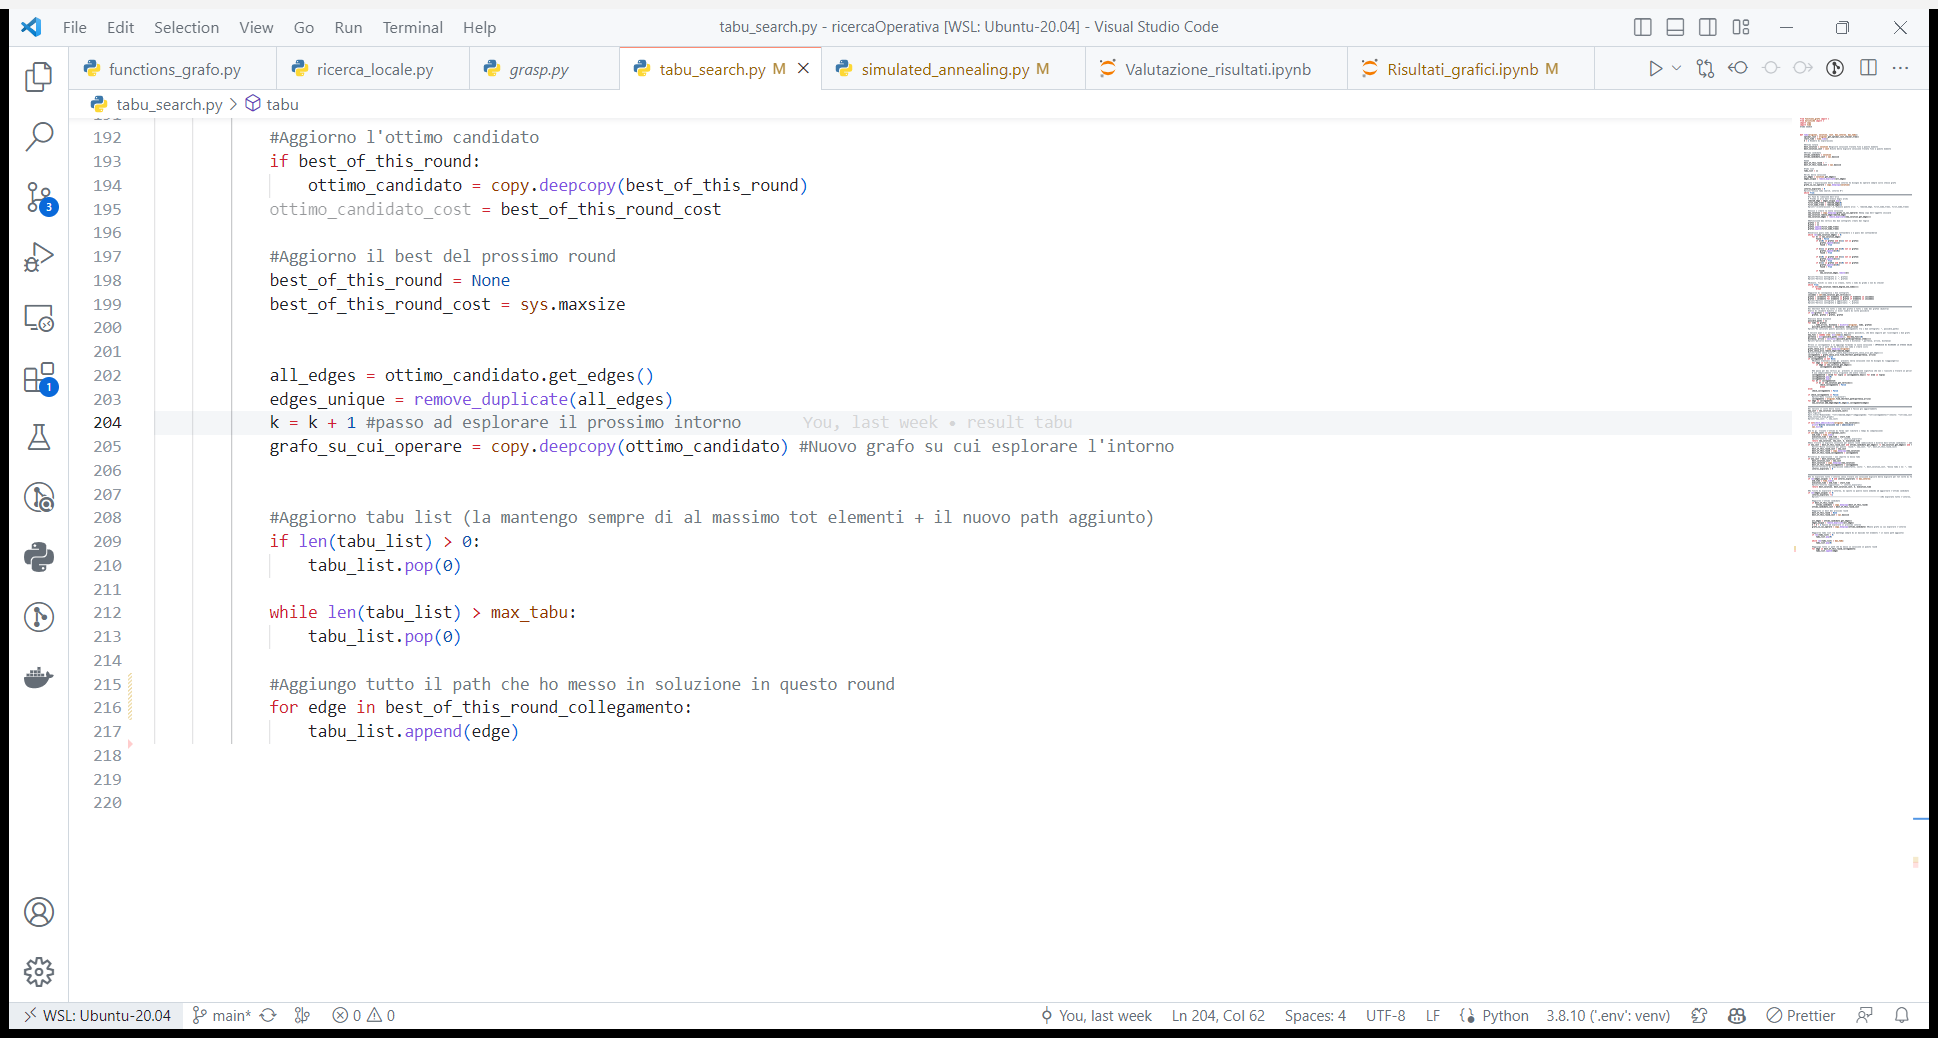 File Edit Selection View Go Run Terminal Help
tabu_search.py - ricercaOperativa [WSL: Ubuntu-20.04] - Visual Studio Code
functions_grafo.py
ricerca_locale.py
grasp.py
tabu_search.py M
simulated_annealing.py M
Valutazione_risultati.ipynb
Risultati_grafici.ipynb M
tabu_search.py > tabu
191
192 #Aggiorno l'ottimo candidato
193 if best_of_this_round:
194 ottimo_candidato = copy.deepcopy(best_of_this_round)
195 ottimo_candidato_cost = best_of_this_round_cost
196
197 #Aggiorno il best del prossimo round
198 best_of_this_round = None
199 best_of_this_round_cost = sys.maxsize
200
201
202 all_edges = ottimo_candidato.get_edges()
203 edges_unique = remove_duplicate(all_edges)
204 k = k + 1 #passo ad esplorare il prossimo intorno You, last week • result tabu
205 grafo_su_cui_operare = copy.deepcopy(ottimo_candidato) #Nuovo grafo su cui esplorare l'intorno
206
207
208 #Aggiorno tabu list (la mantengo sempre di al massimo tot elementi + il nuovo path aggiunto)
209 if len(tabu_list) > 0:
210 tabu_list.pop(0)
211
212 while len(tabu_list) > max_tabu:
213 tabu_list.pop(0)
214
215 #Aggiungo tutto il path che ho messo in soluzione in questo round
216 for edge in best_of_this_round_collegamento:
217 tabu_list.append(edge)
218
219
220
3
1
WSL: Ubuntu-20.04 main* 0 0 You, last week Ln 204, Col 62 Spaces: 4 UTF-8 LF Python 3.8.10 ('.env': venv) Prettier